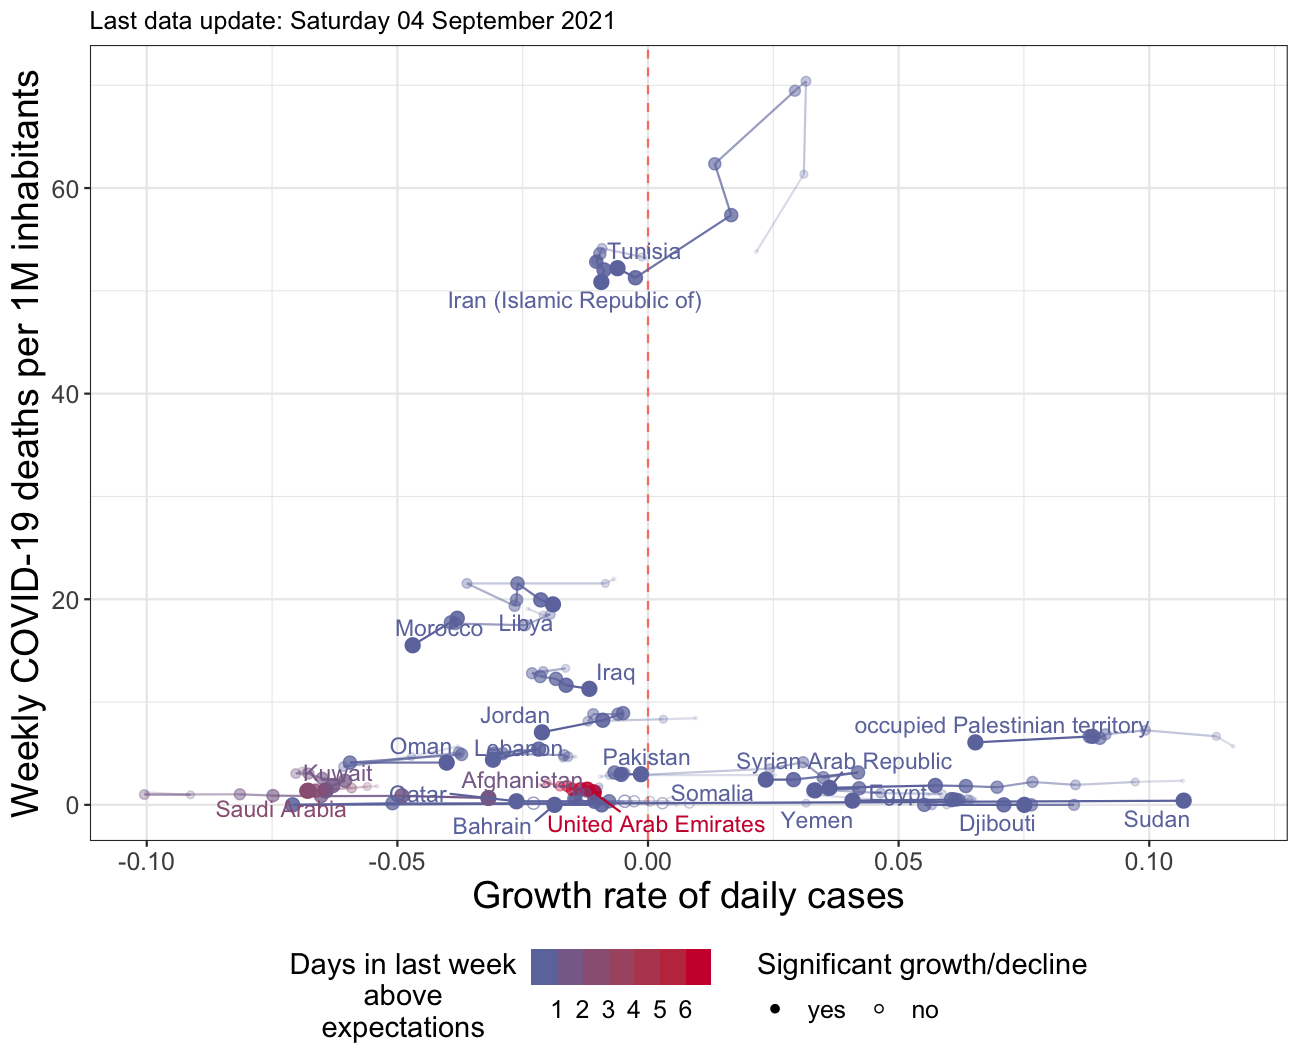 Last data update: Saturday 04 September 2021
Weekly COVID-19 deaths per 1M inhabitants
60
40
20
0
Tunisia
Iran (Islamic Republic of)
Morocco
Libya
Iraq
Jordan
occupied Palestinian territory
Oman
Lebanon
Pakistan
Syrian Arab Republic
Kuwait
Afghanistan
Qatar
Somalia
Egypt
Saudi Arabia
Bahrain
United Arab Emirates
Yemen
Djibouti
Sudan
-0.10
-0.05
0.00
0.05
0.10
Growth rate of daily cases
Days in last week
above
expectations
1 2 3 4 5 6
Significant growth/decline
yes
no